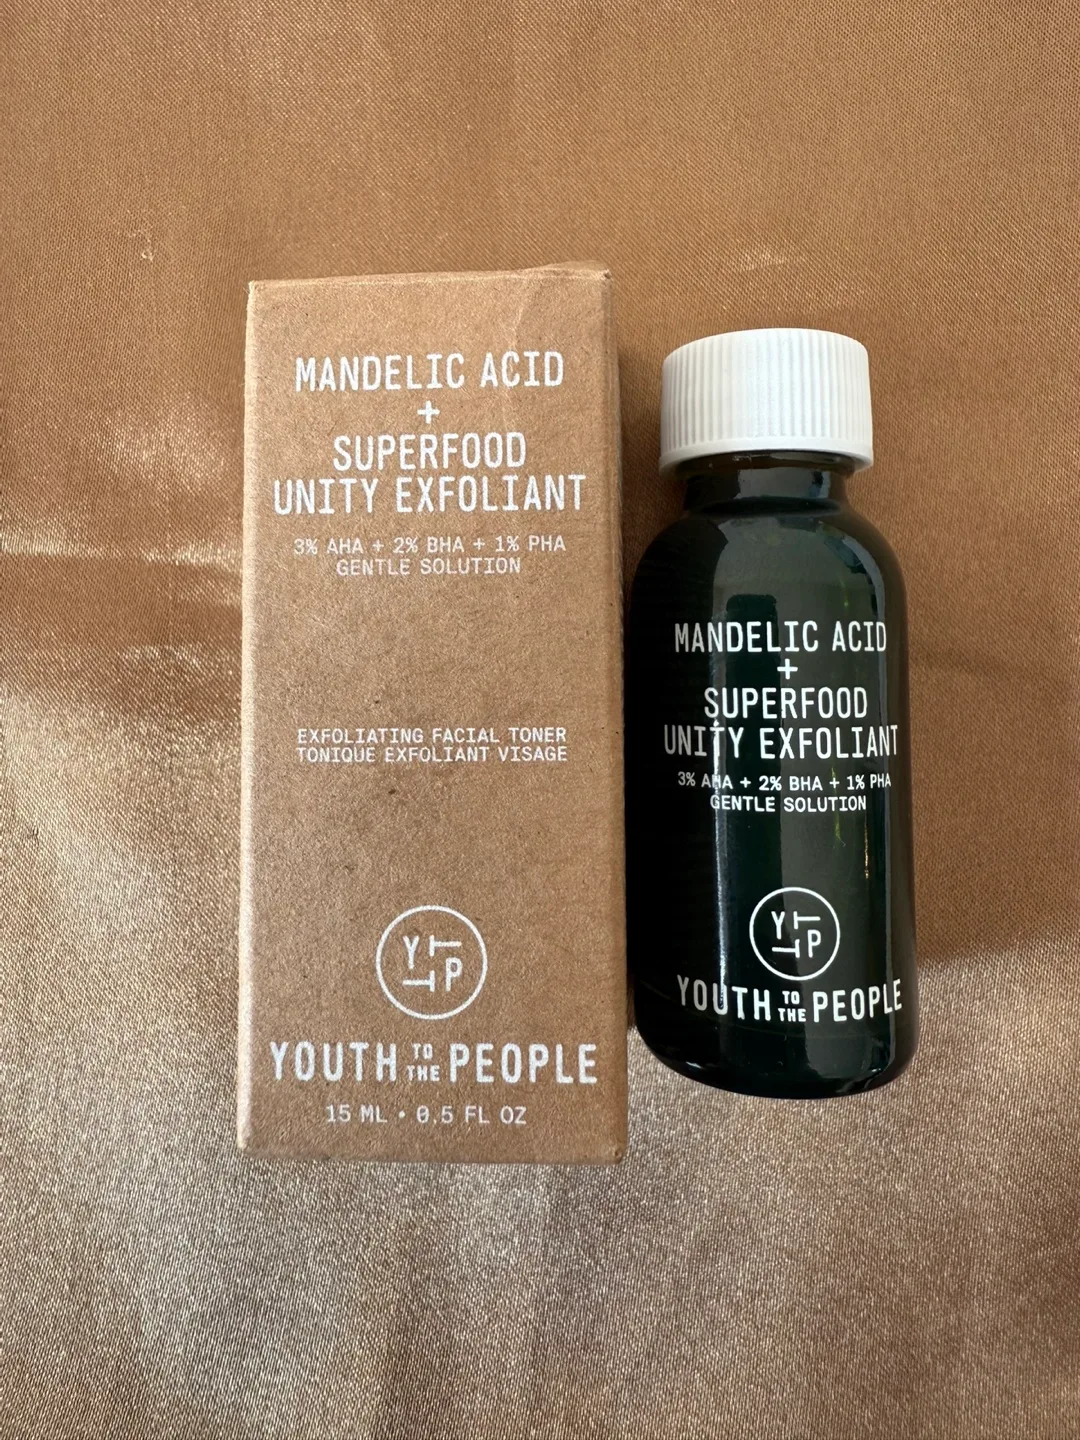 MANDELIC ACID
+
SUPERFOOD
UNITY EXFOLIANT
3% AHA + 2% BHA + 1% PHA
GENTLE SOLUTION
EXFOLIATING FACIAL TONER
TONIQUE EXFOLIANT VISAGE
YTTP
YOUTH TO THE PEOPLE
15 ML • 0.5 FL OZ
MANDELIC ACID
+
SUPERFOOD
UNITY EXFOLIANT
3% AHA + 2% BHA + 1% PHA
GENTLE SOLUTION
YTTP
YOUTH TO THE PEOPLE